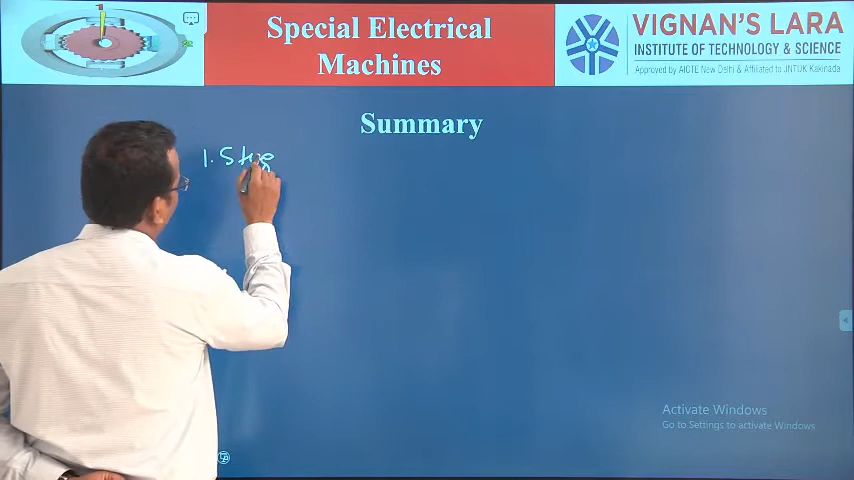 Special Electrical
Machines
VIGNAN'S LARA
INSTITUTE OF TECHNOLOGY & SCIENCE
Approved by AICTE New Delhi & Affiliated to JNTUK Kakinada
Summary
1.
Activate Windows
Go to Settings to activate Windows